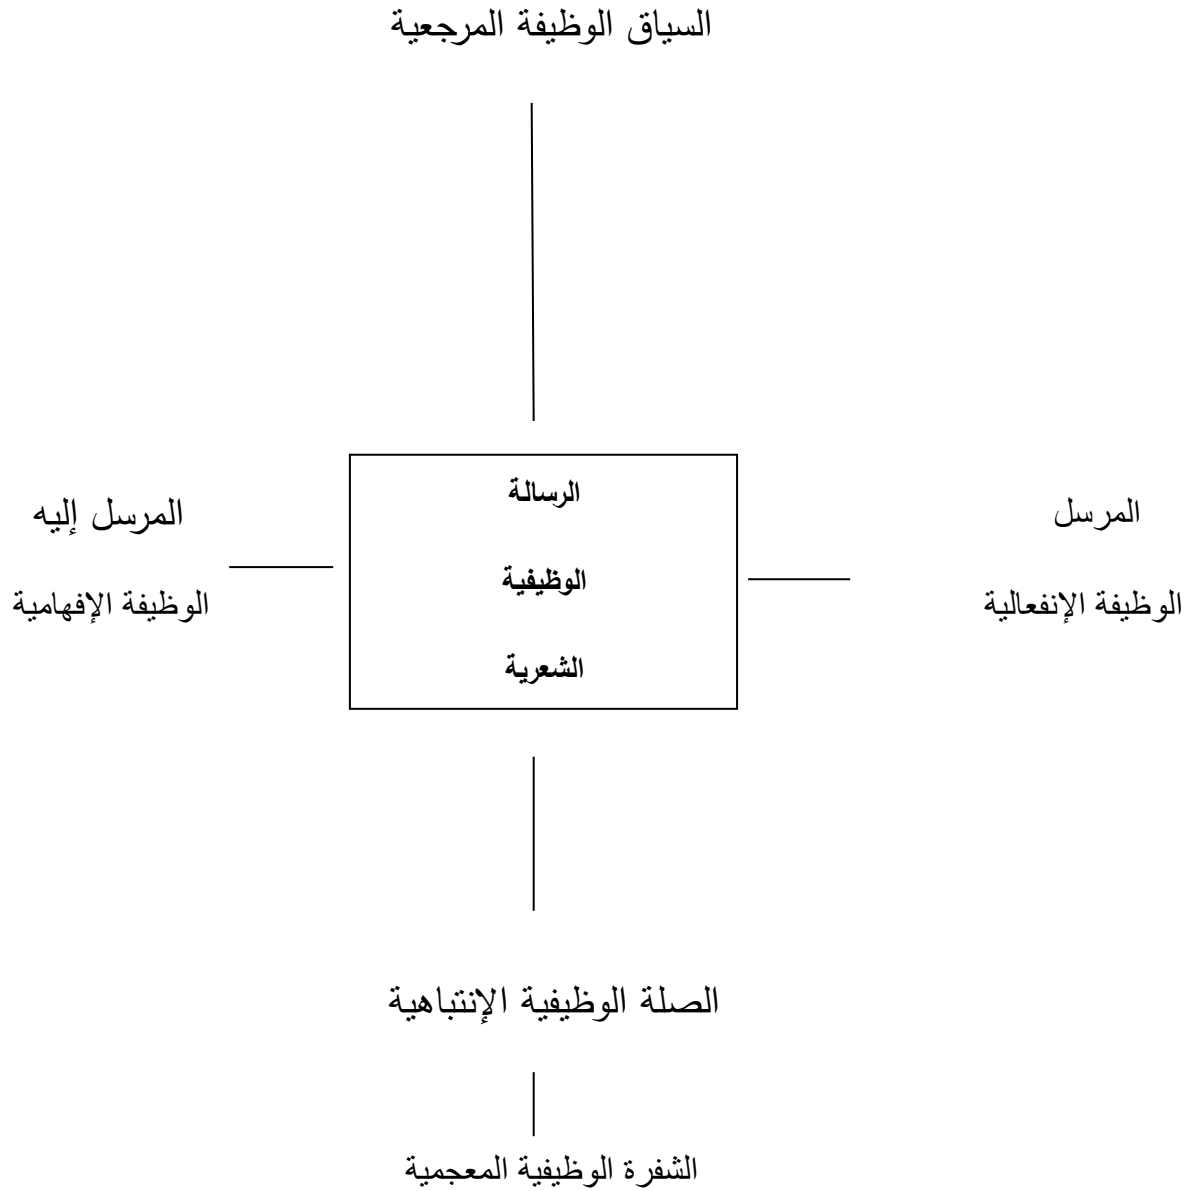 السياق الوظيفة المرجعية
المرسل
الوظيفة الإنفعالية
الرسالة
الوظيفية
الشعرية
المرسل إليه
الوظيفة الإفهامية
الصلة الوظيفية الإنتباهية
الشفرة الوظيفية المعجمية